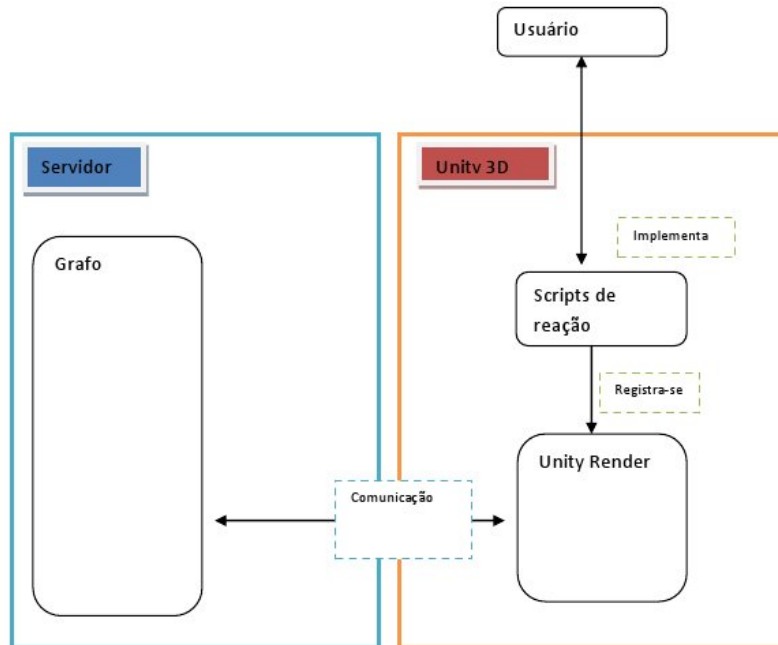 Usuário
Servidor
Unity 3D
Implementa
Grafo
Scripts de
reação
Registra-se
Unity Render
Comunicação